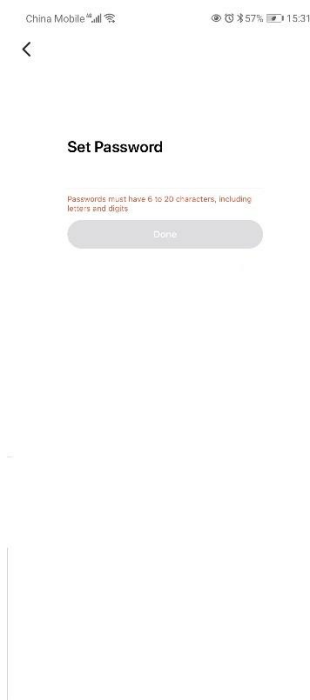 China Mobile 57% 15:31
Set Password
Passwords must have 6 to 20 characters, including
letters and digits
Done